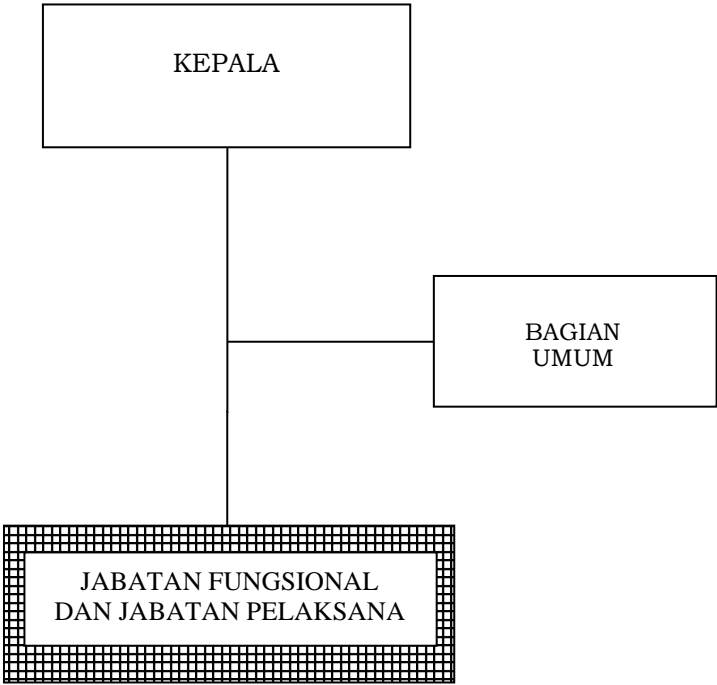 KEPALA
BAGIAN
UMUM
JABATAN FUNGSIONAL
DAN JABATAN PELAKSANA